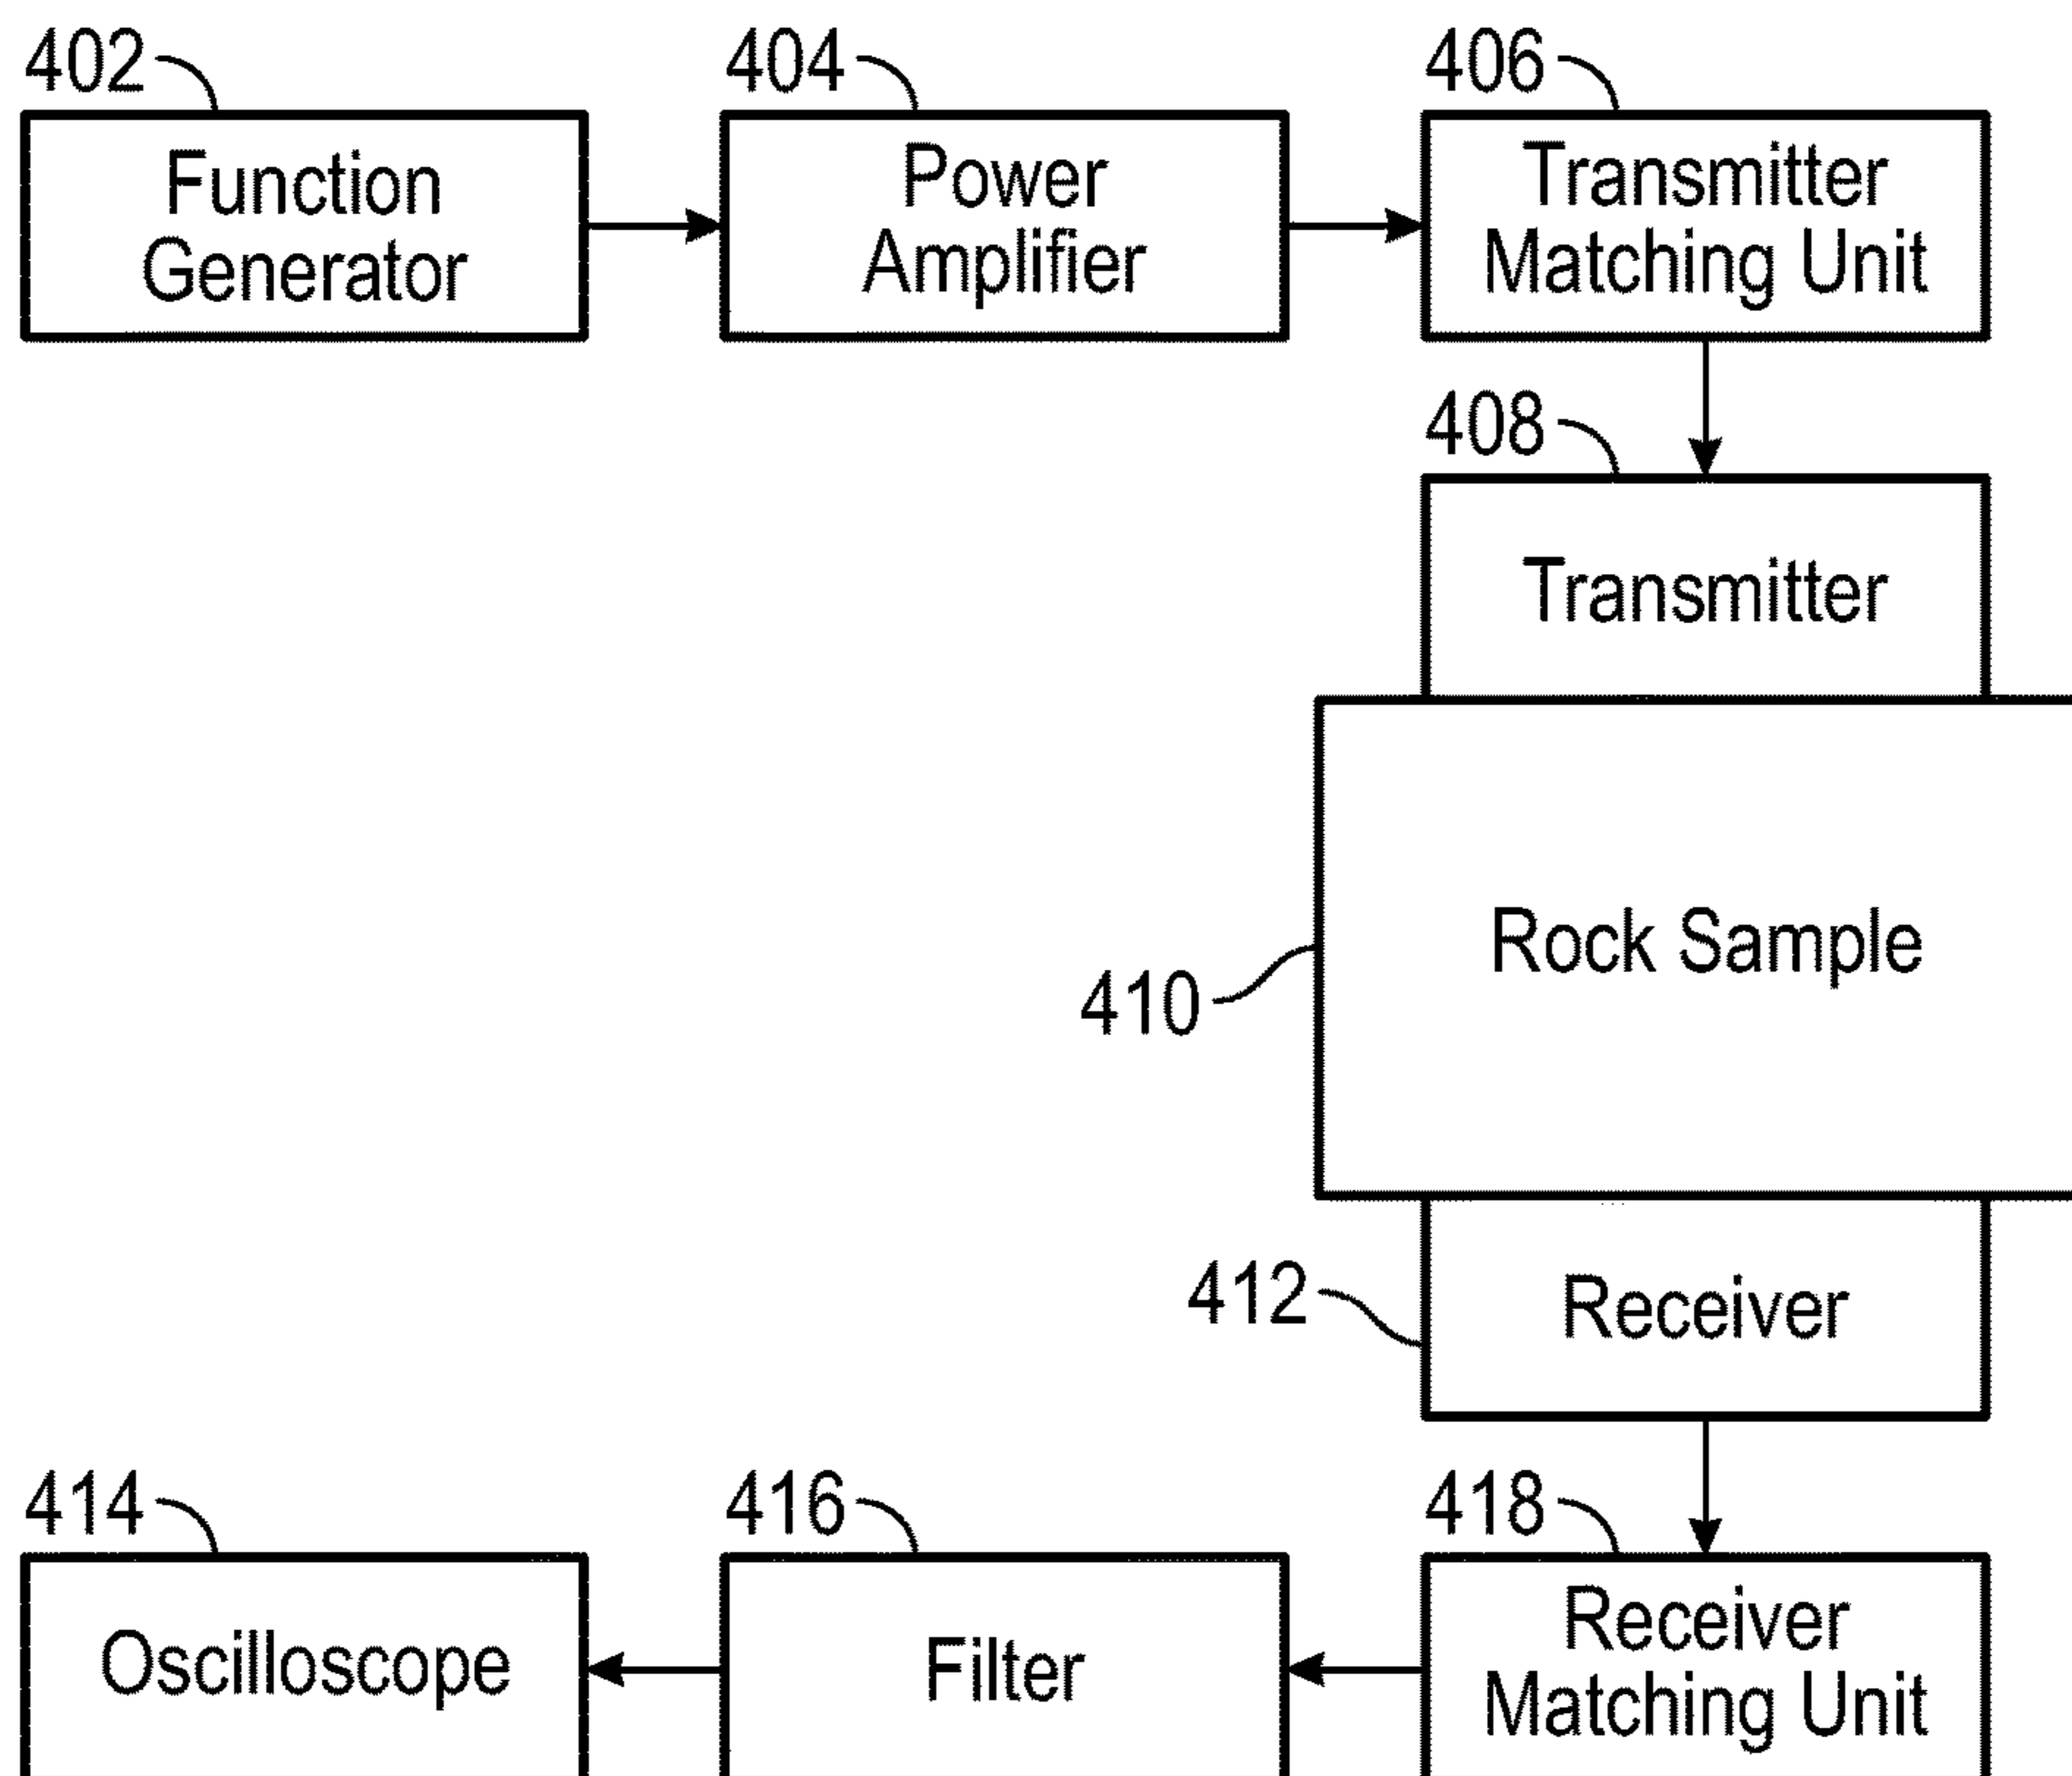 402
404
406
Function
Generator
Power
Amplifier
Transmitter
Matching Unit
408
Transmitter
410
Rock Sample
412
Receiver
414
416
418
Oscilloscope
Filter
Receiver
Matching Unit